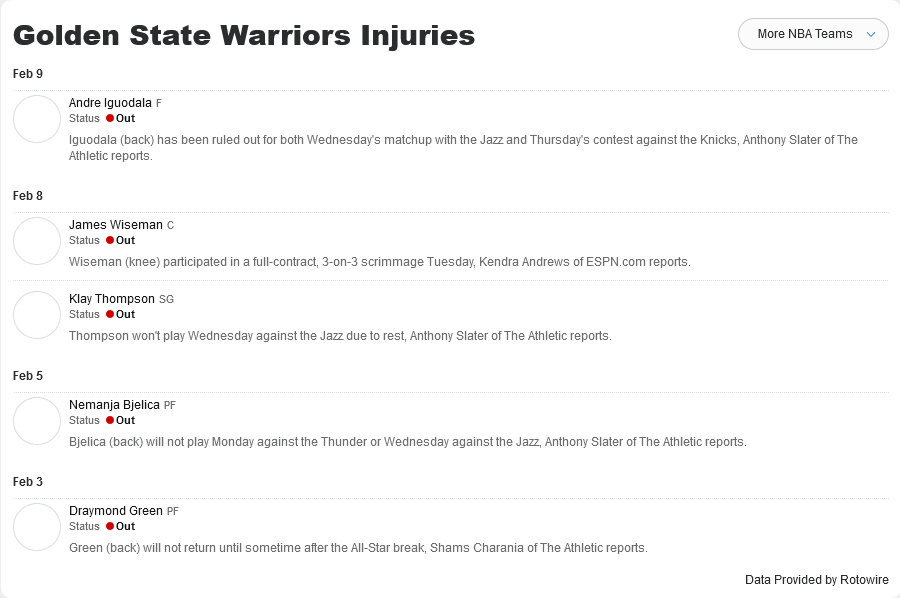 Golden State Warriors Injuries
More NBA Teams
Feb 9
Andre Iguodala F
Status Out
Iguodala (back) has been ruled out for both Wednesday's matchup with the Jazz and Thursday's contest against the Knicks, Anthony Slater of The
Athletic reports.
Feb 8
James Wiseman C
Status Out
Wiseman (knee) participated in a full-contract, 3-on-3 scrimmage Tuesday, Kendra Andrews of ESPN.com reports.
Klay Thompson SG
Status Out
Thompson won't play Wednesday against the Jazz due to rest, Anthony Slater of The Athletic reports.
Feb 5
Nemanja Bjelica PF
Status Out
Bjelica (back) will not play Monday against the Thunder or Wednesday against the Jazz, Anthony Slater of The Athletic reports.
Feb 3
Draymond Green PF
Status Out
Green (back) will not return until sometime after the All-Star break, Shams Charania of The Athletic reports.
Data Provided by Rotowire